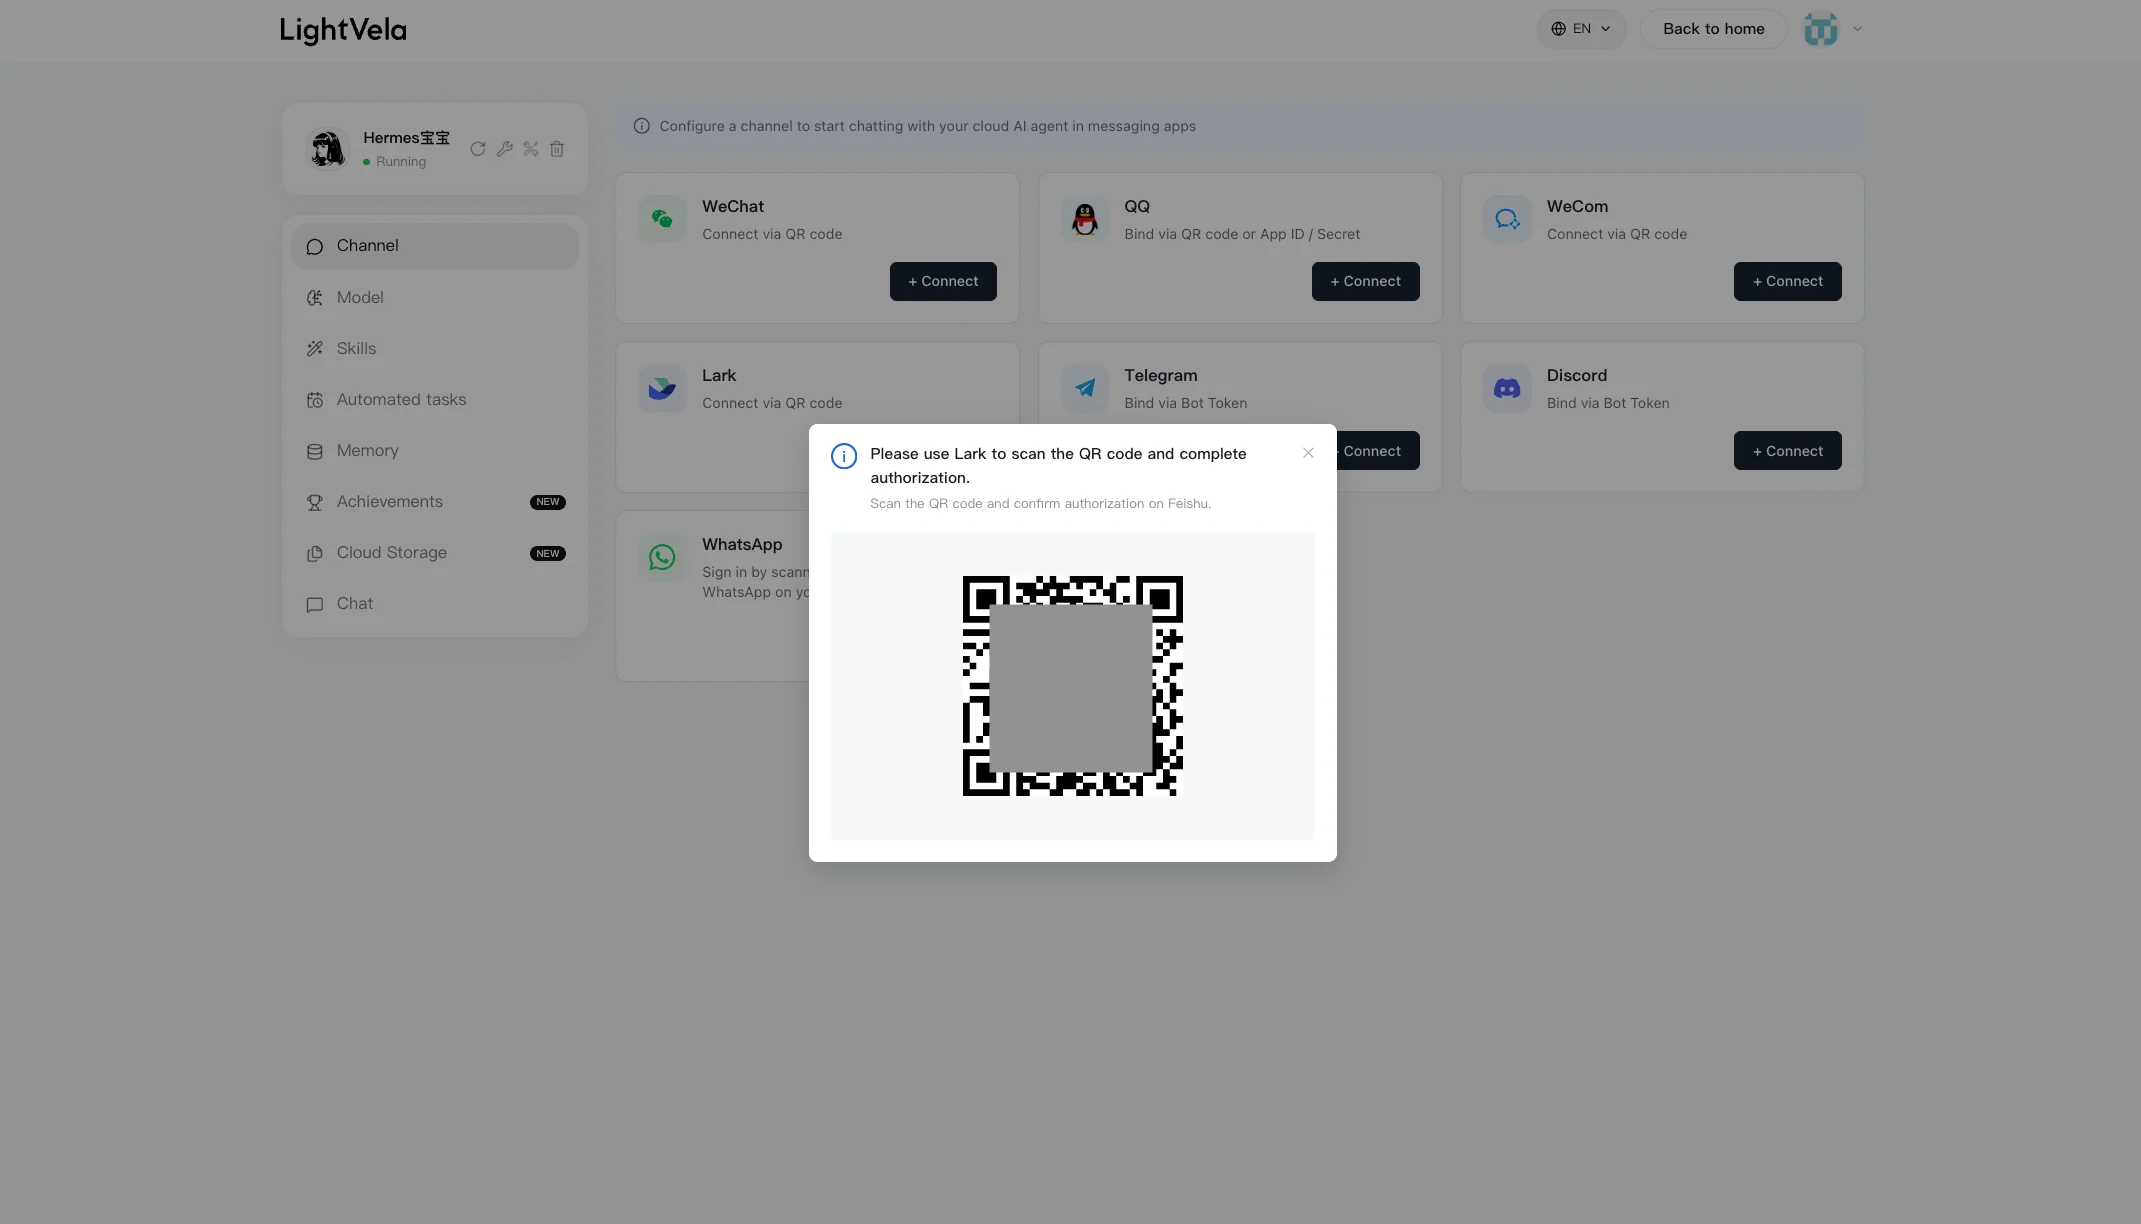 LightVela
EN
Back to home
Hermes宝宝
Running
Channel
Model
Skills
Automated tasks
Memory
Achievements
NEW
Cloud Storage
NEW
Chat
Configure a channel to start chatting with your cloud AI agent in messaging apps
WeChat
Connect via QR code
+ Connect
QQ
Bind via QR code or App ID / Secret
+ Connect
WeCom
Connect via QR code
+ Connect
Lark
Connect via QR code
Telegram
Bind via Bot Token
Connect
Discord
Bind via Bot Token
+ Connect
WhatsApp
Sign in by
WhatsApp on
Please use Lark to scan the QR code and complete
authorization.
Scan the QR code and confirm authorization on Feishu.